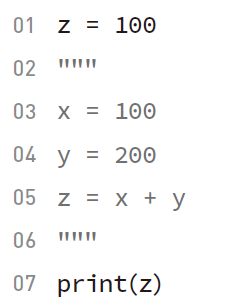 01 z = 100
02 """
03 x = 100
04 y = 200
05 z = x + y
06 """
07 print(z)